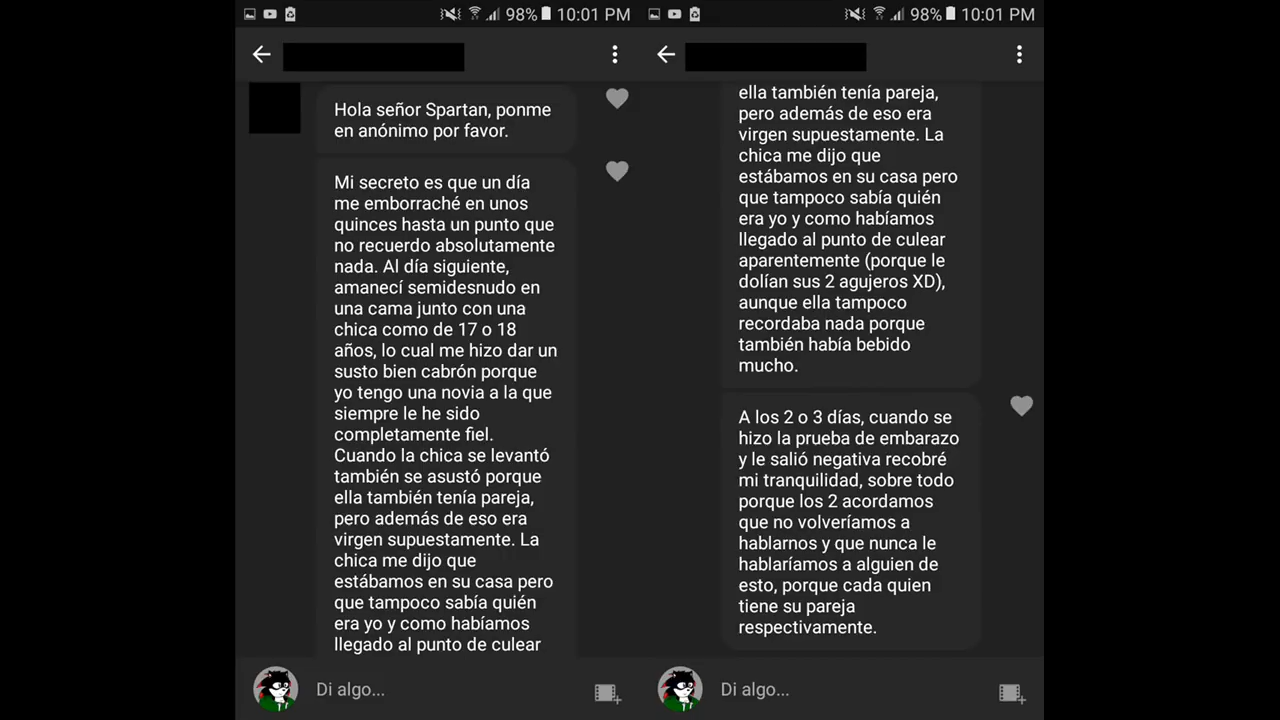 98% 10:01 PM
Hola señor Spartan, ponme
en anónimo por favor.
Mi secreto es que un día
me emborraché en unos
quinces hasta un punto que
no recuerdo absolutamente
nada. Al día siguiente,
amanecí semidesnudo en
una cama junto con una
chica como de 17 o 18
años, lo cual me hizo dar un
susto bien cabrón porque
yo tengo una novia a la que
siempre le he sido
completamente fiel.
Cuando la chica se levantó
también se asustó porque
ella también tenía pareja,
pero además de eso era
virgen supuestamente. La
chica me dijo que
estábamos en su casa pero
que tampoco sabía quién
era yo y como habíamos
llegado al punto de culear
Di algo...
98% 10:01 PM
ella también tenía pareja,
pero además de eso era
virgen supuestamente. La
chica me dijo que
estábamos en su casa pero
que tampoco sabía quién
era yo y como habíamos
llegado al punto de culear
aparentemente (porque le
dolían sus 2 agujeros XD),
aunque ella tampoco
recordaba nada porque
también había bebido
mucho.
A los 2 o 3 días, cuando se
hizo la prueba de embarazo
y le salió negativa recobré
mi tranquilidad, sobre todo
porque los 2 acordamos
que no volveríamos a
hablarnos y que nunca le
hablaríamos a alguien de
esto, porque cada quien
tiene su pareja
respectivamente.
Di algo...